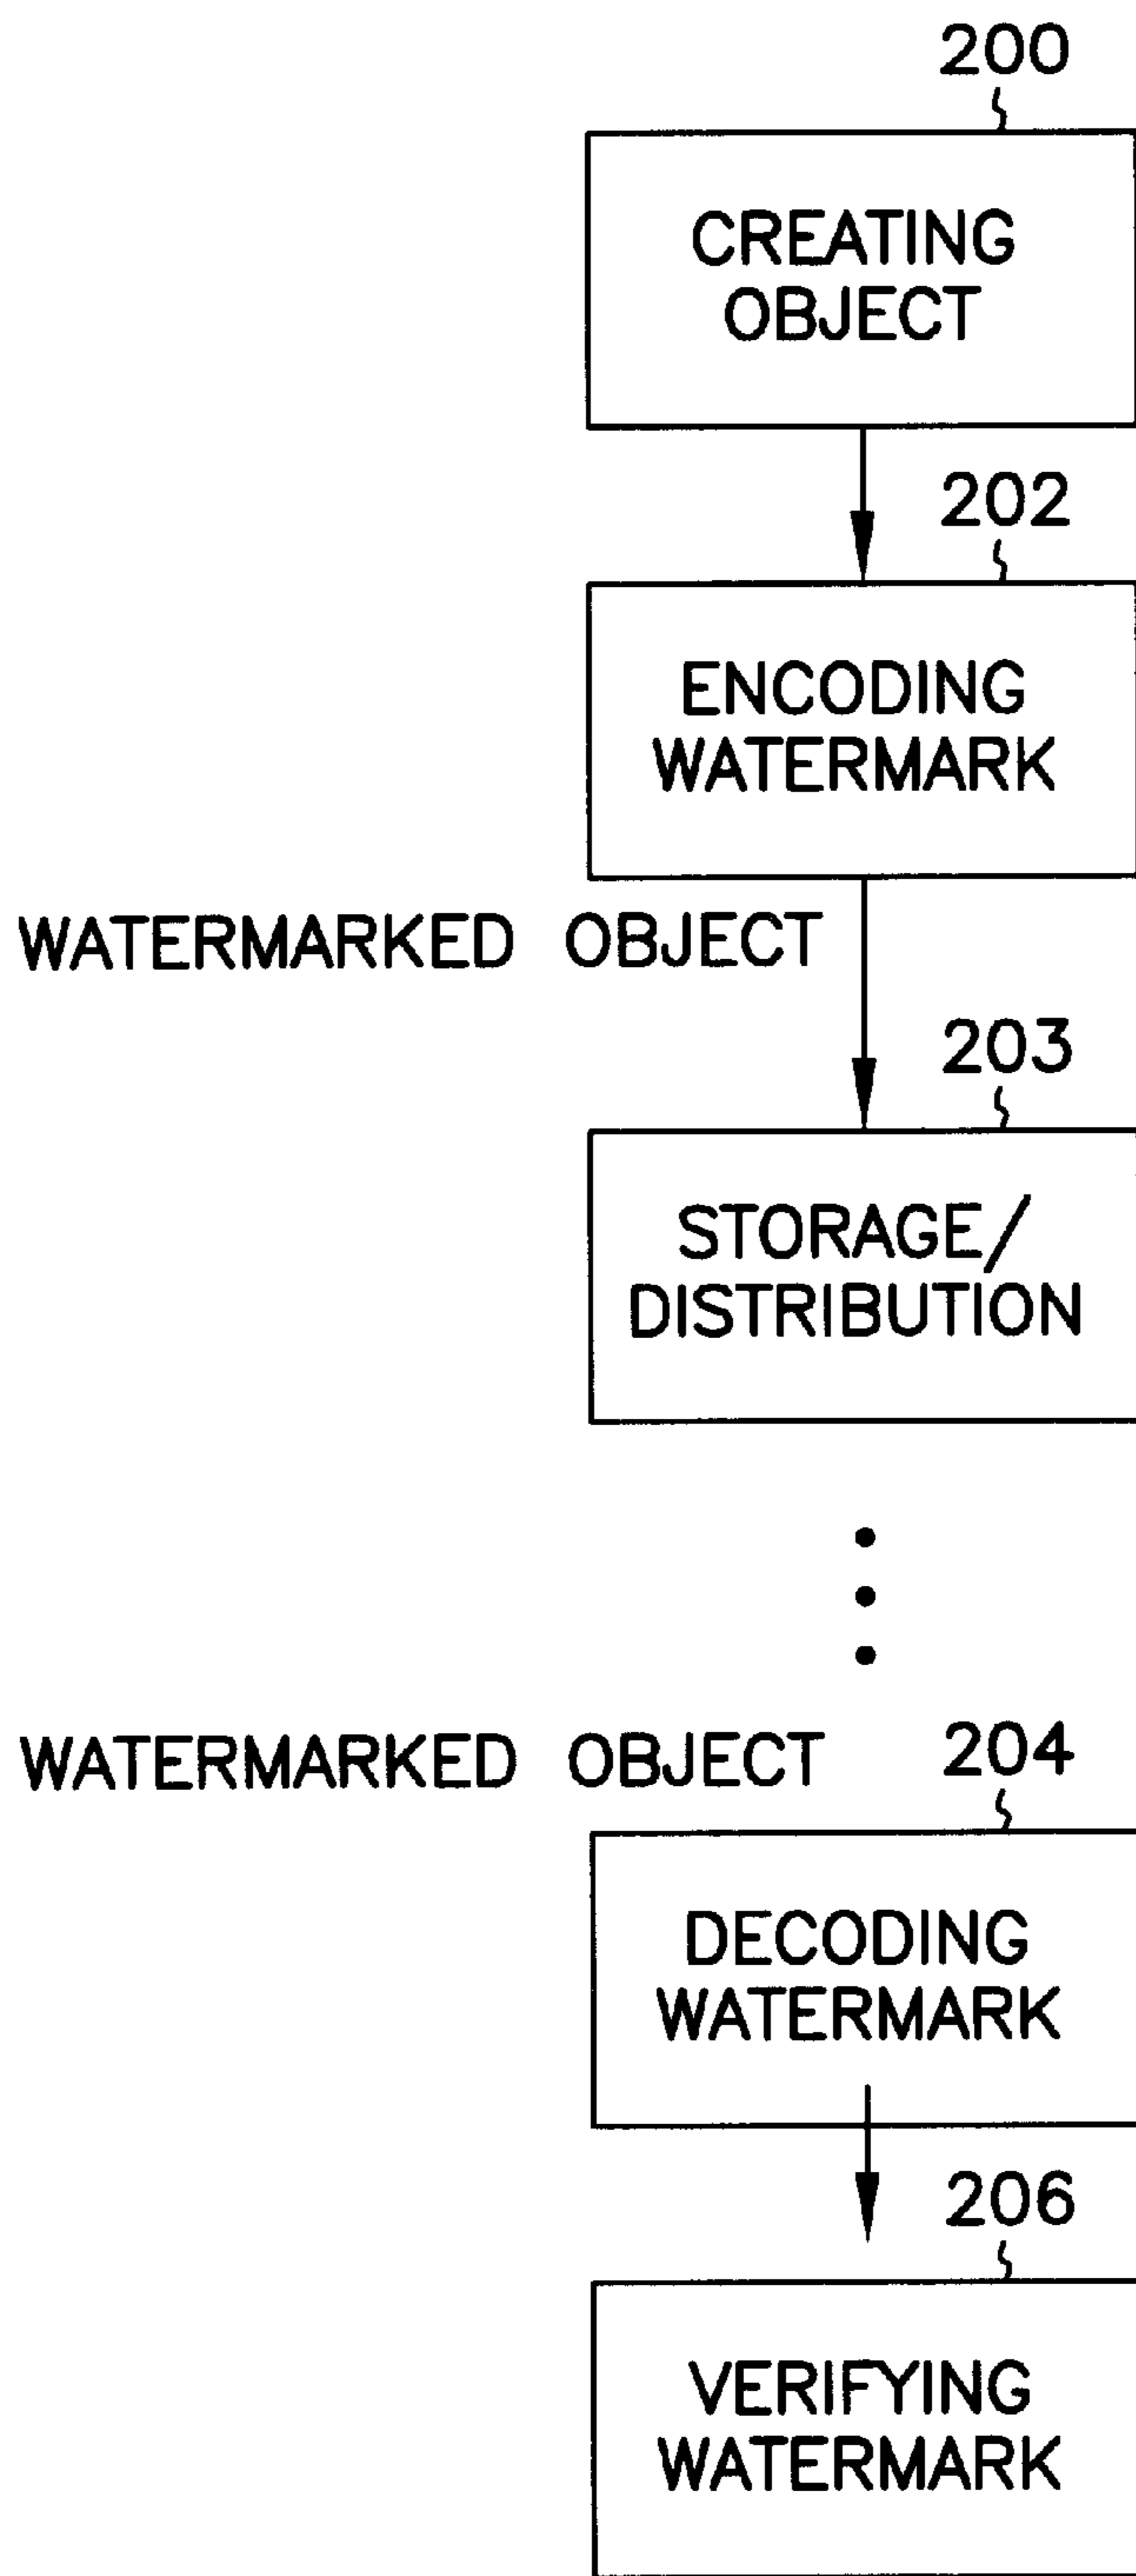 200
CREATING
OBJECT
202
ENCODING
WATERMARK
WATERMARKED OBJECT
203
STORAGE/
DISTRIBUTION
WATERMARKED OBJECT
204
DECODING
WATERMARK
206
VERIFYING
WATERMARK